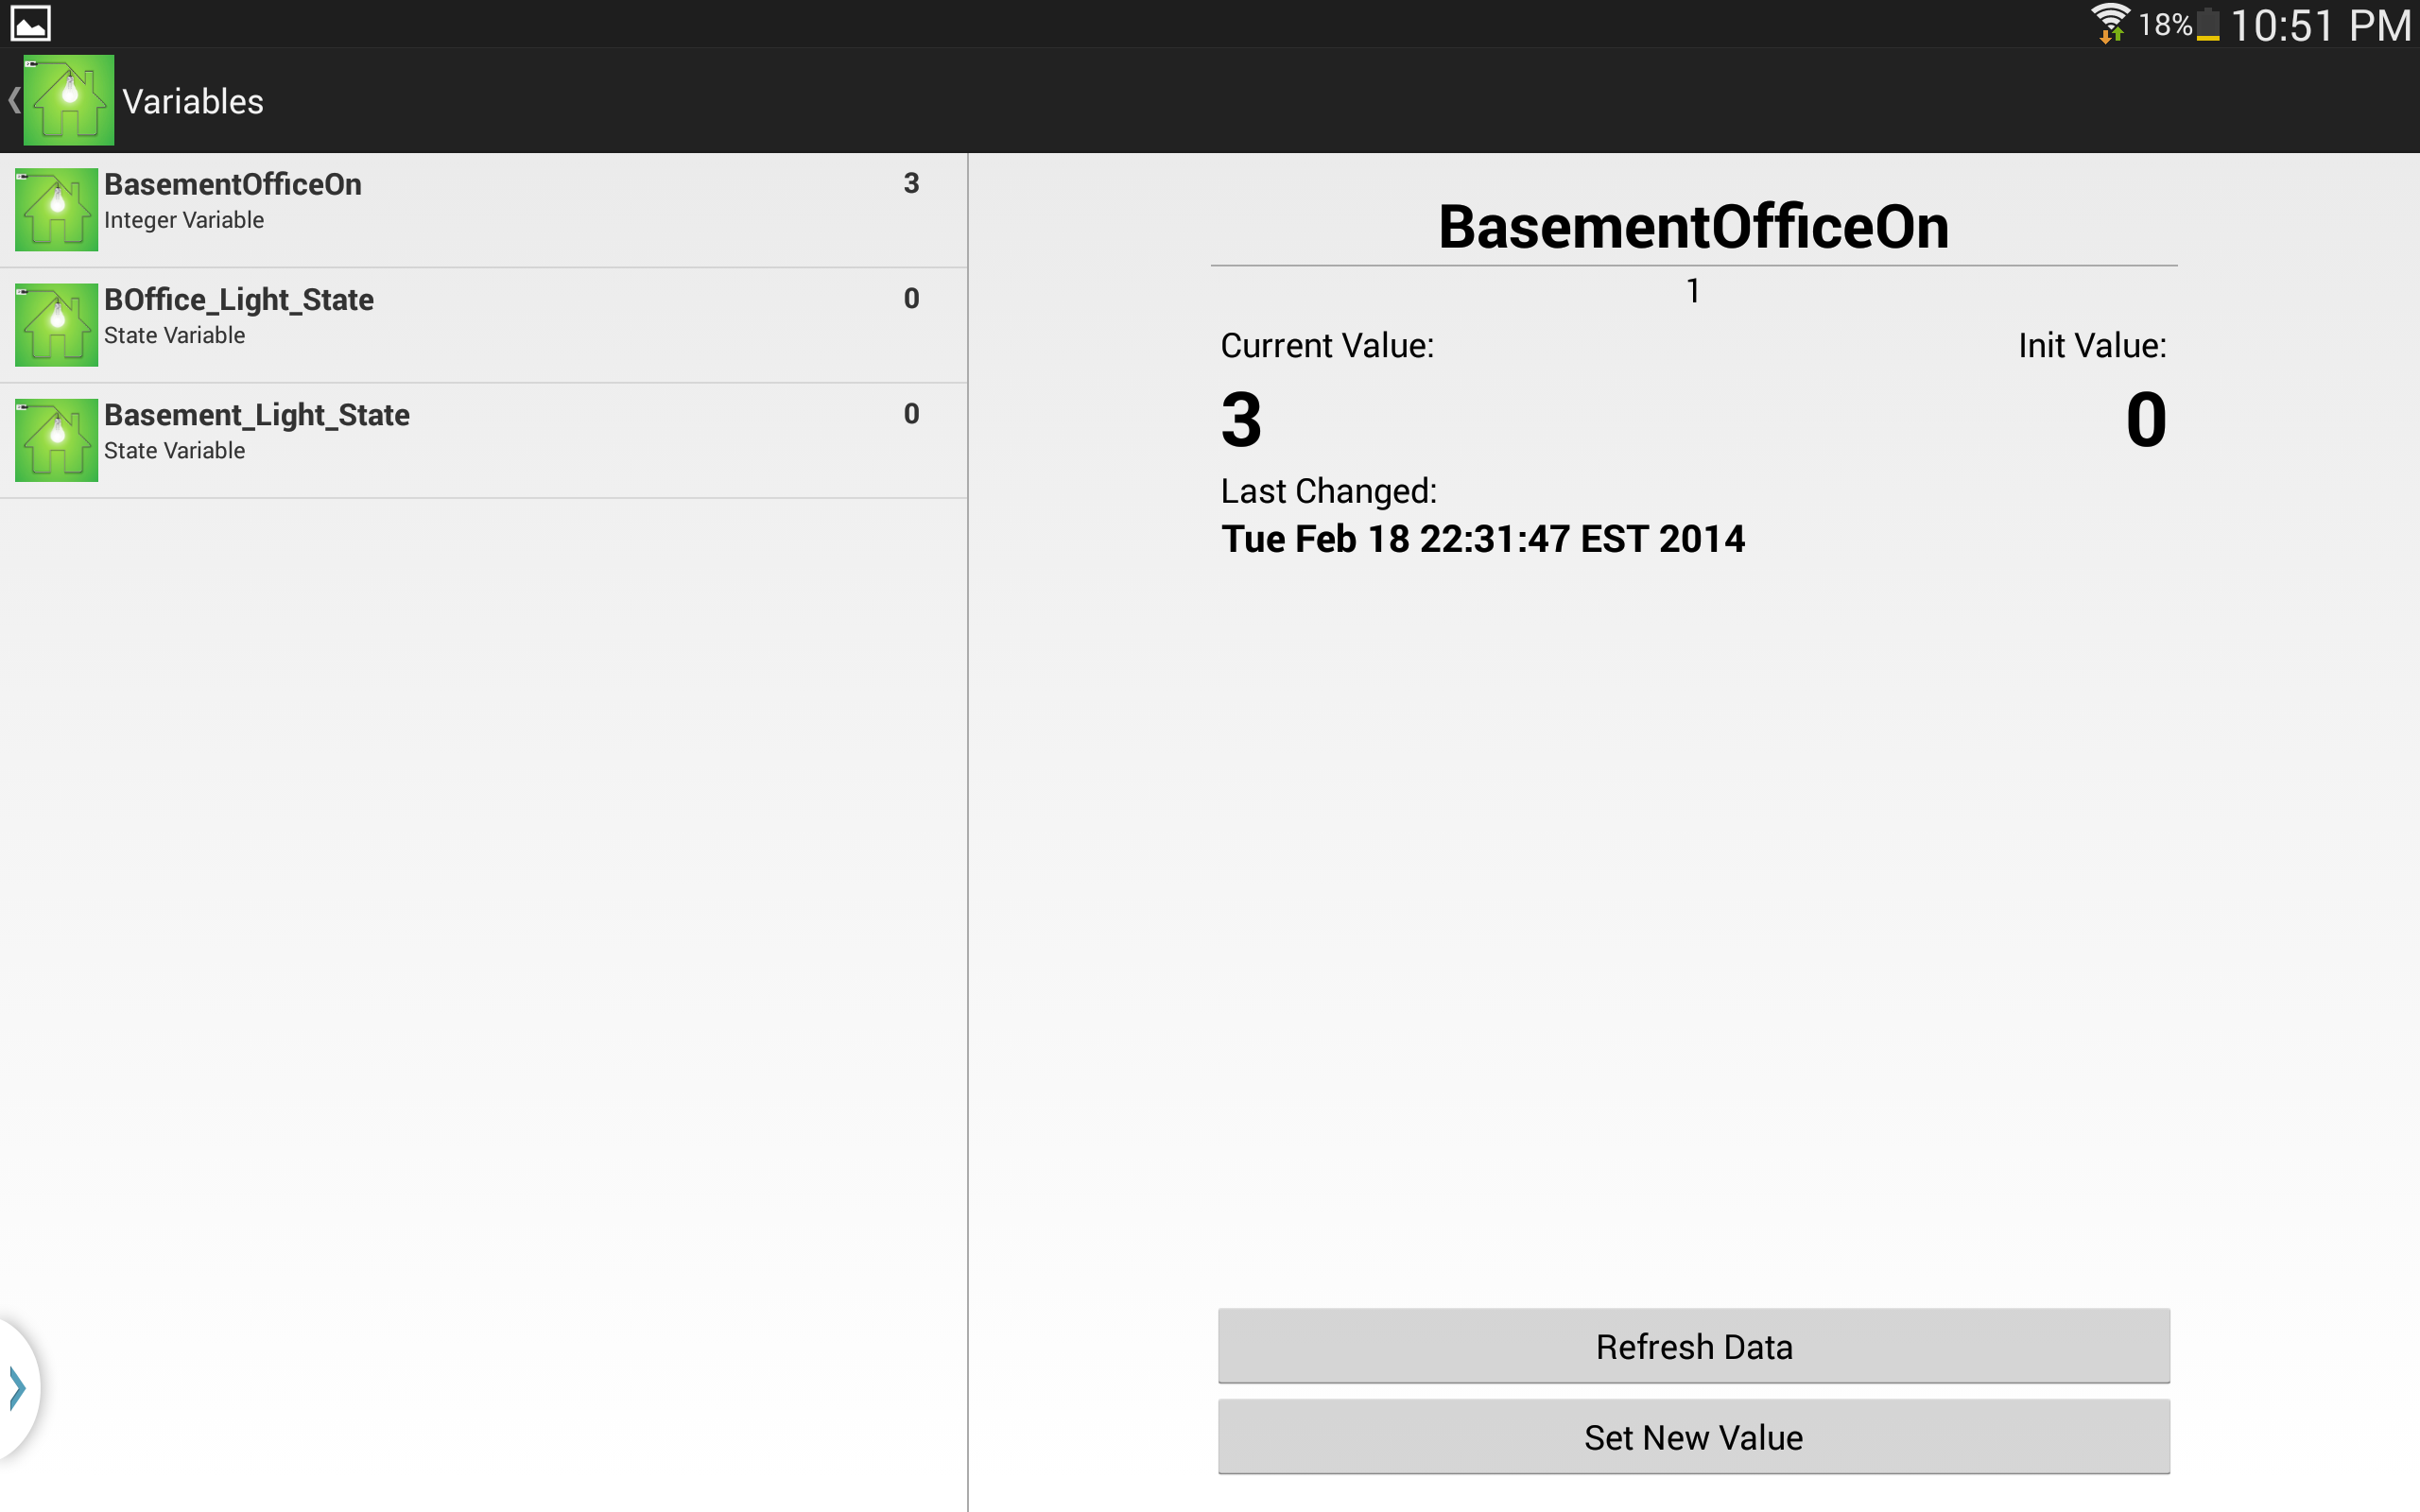 18% 10:51 PM
Variables
BasementOfficeOn 3
Integer Variable
BOffice_Light_State 0
State Variable
Basement_Light_State 0
State Variable
BasementOfficeOn
1
Current Value: Init Value:
3 0
Last Changed:
Tue Feb 18 22:31:47 EST 2014
Refresh Data
Set New Value